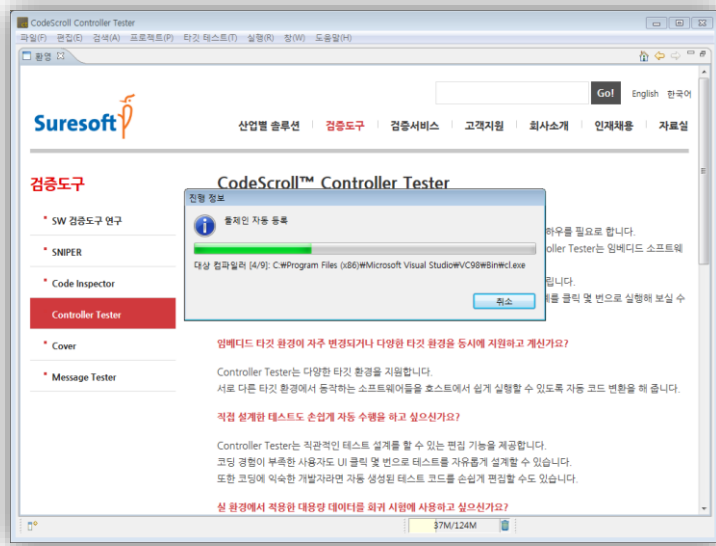 CodeScroll Controller Tester
파일(F) 편집(E) 검색(A) 프로젝트(P) 타깃 테스트(T) 실행(R) 창(W) 도움말(H)
환영
Go! English 한국어
Suresoft
산업별 솔루션 검증도구 검증서비스 고객지원 회사소개 인재채용 자료실
검증도구
SW 검증도구 연구
SNIPER
Code Inspector
Controller Tester
Cover
Message Tester
CodeScroll™ Controller Tester
하우를 필요로 합니다.
oller Tester는 임베디드 소프트웨
립니다.
를 클릭 몇 번으로 실행해 보실 수
진행 정보
툴체인 자동 등록
대상 컴파일러 [4/9]: C:₩Program Files (x86)₩Microsoft Visual Studio₩VC98₩Bin₩cl.exe
취소
임베디드 타깃 환경이 자주 변경되거나 다양한 타깃 환경을 동시에 지원하고 계신가요?
Controller Tester는 다양한 타깃 환경을 지원합니다.
서로 다른 타깃 환경에서 동작하는 소프트웨어들을 호스트에서 쉽게 실행할 수 있도록 자동 코드 변환을 해 줍니다.
직접 설계한 테스트도 손쉽게 자동 수행을 하고 싶으신가요?
Controller Tester는 직관적인 테스트 설계를 할 수 있는 편집 기능을 제공합니다.
코딩 경험이 부족한 사용자도 UI 클릭 몇 번으로 테스트를 자유롭게 설계할 수 있습니다.
또한 코딩에 익숙한 개발자라면 자동 생성된 테스트 코드를 손쉽게 편집할 수도 있습니다.
실 환경에서 적용한 대용량 데이터를 회귀 시험에 사용하고 싶으신가요?
37M/124M